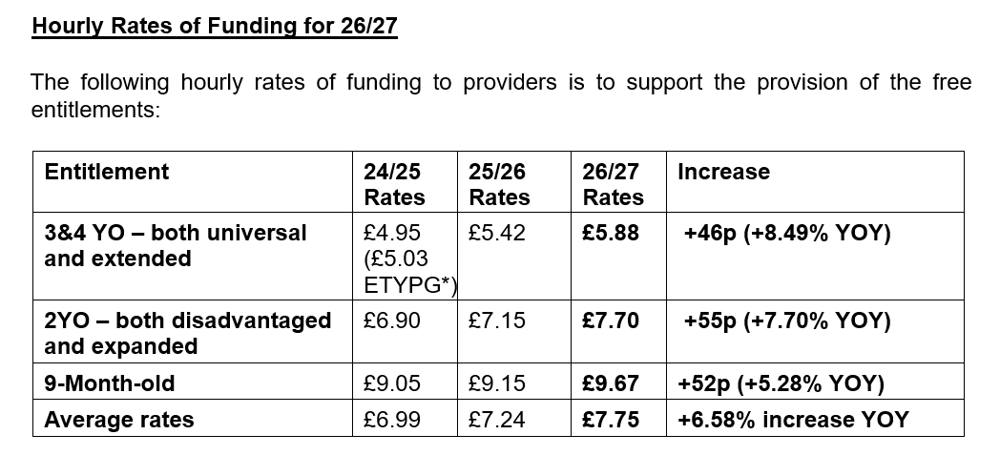 Hourly Rates of Funding for 26/27
The following hourly rates of funding to providers is to support the provision of the free
entitlements:
Entitlement 24/25 25/26 26/27 Increase
Rates Rates Rates
3&4 YO – both universal £4.95 £5.42 £5.88 +46p (+8.49% YOY)
and extended (£5.03
ETYPG*)
2YO – both disadvantaged £6.90 £7.15 £7.70 +55p (+7.70% YOY)
and expanded
9-Month-old £9.05 £9.15 £9.67 +52p (+5.28% YOY)
Average rates £6.99 £7.24 £7.75 +6.58% increase YOY